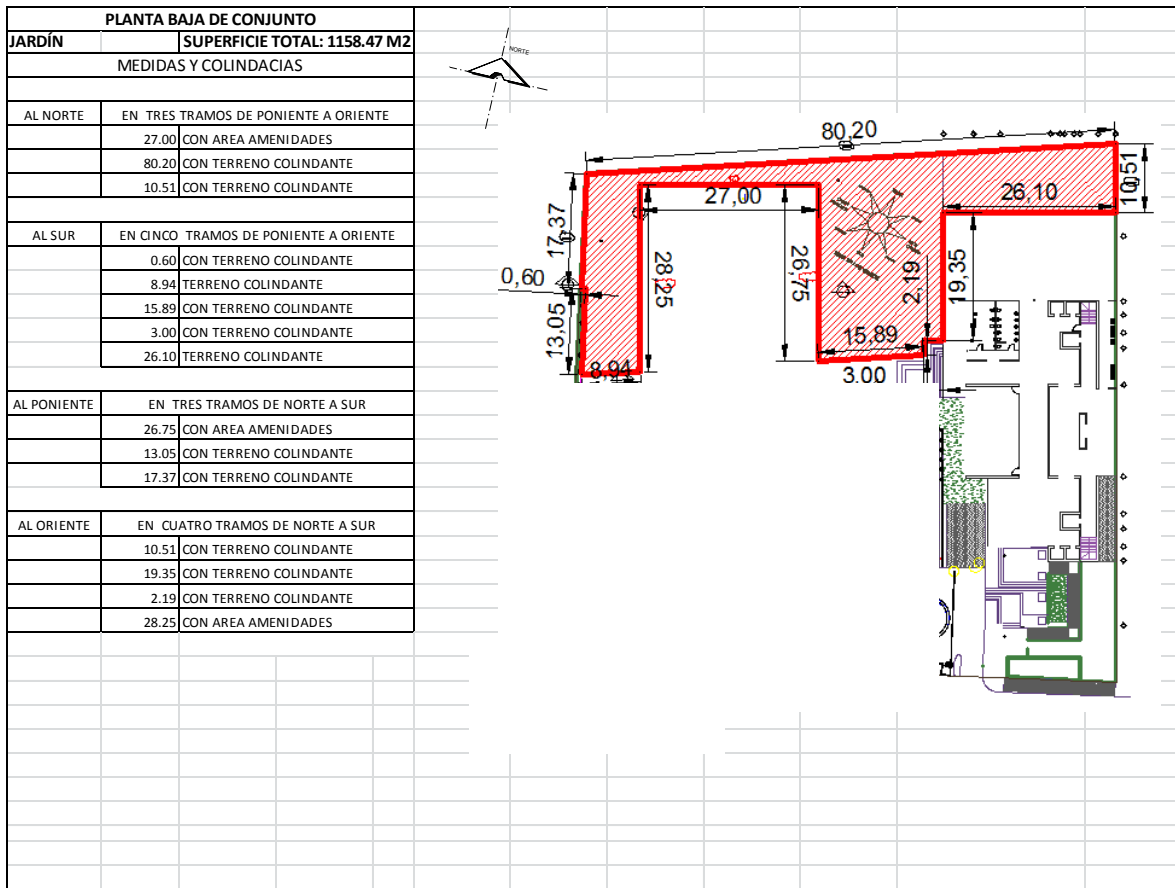 PLANTA BAJA DE CONJUNTO
JARDÍN SUPERFICIE TOTAL: 1158.47 M2
MEDIDAS Y COLINDACIAS
AL NORTE EN TRES TRAMOS DE PONIENTE A ORIENTE
27.00 CON AREA AMENIDADES
80.20 CON TERRENO COLINDANTE
10.51 CON TERRENO COLINDANTE
AL SUR EN CINCO TRAMOS DE PONIENTE A ORIENTE
0.60 CON TERRENO COLINDANTE
8.94 TERRENO COLINDANTE
15.89 CON TERRENO COLINDANTE
3.00 CON TERRENO COLINDANTE
26.10 TERRENO COLINDANTE
AL PONIENTE EN TRES TRAMOS DE NORTE A SUR
26.75 CON AREA AMENIDADES
13.05 CON TERRENO COLINDANTE
17.37 CON TERRENO COLINDANTE
AL ORIENTE EN CUATRO TRAMOS DE NORTE A SUR
10.51 CON TERRENO COLINDANTE
19.35 CON TERRENO COLINDANTE
2.19 CON TERRENO COLINDANTE
28.25 CON AREA AMENIDADES
NORTE
80,20
10,51
27,00
26,10
17,37
0,60
28,25
26,75
2,19
19,35
13,05
15,89
8,94
3,00